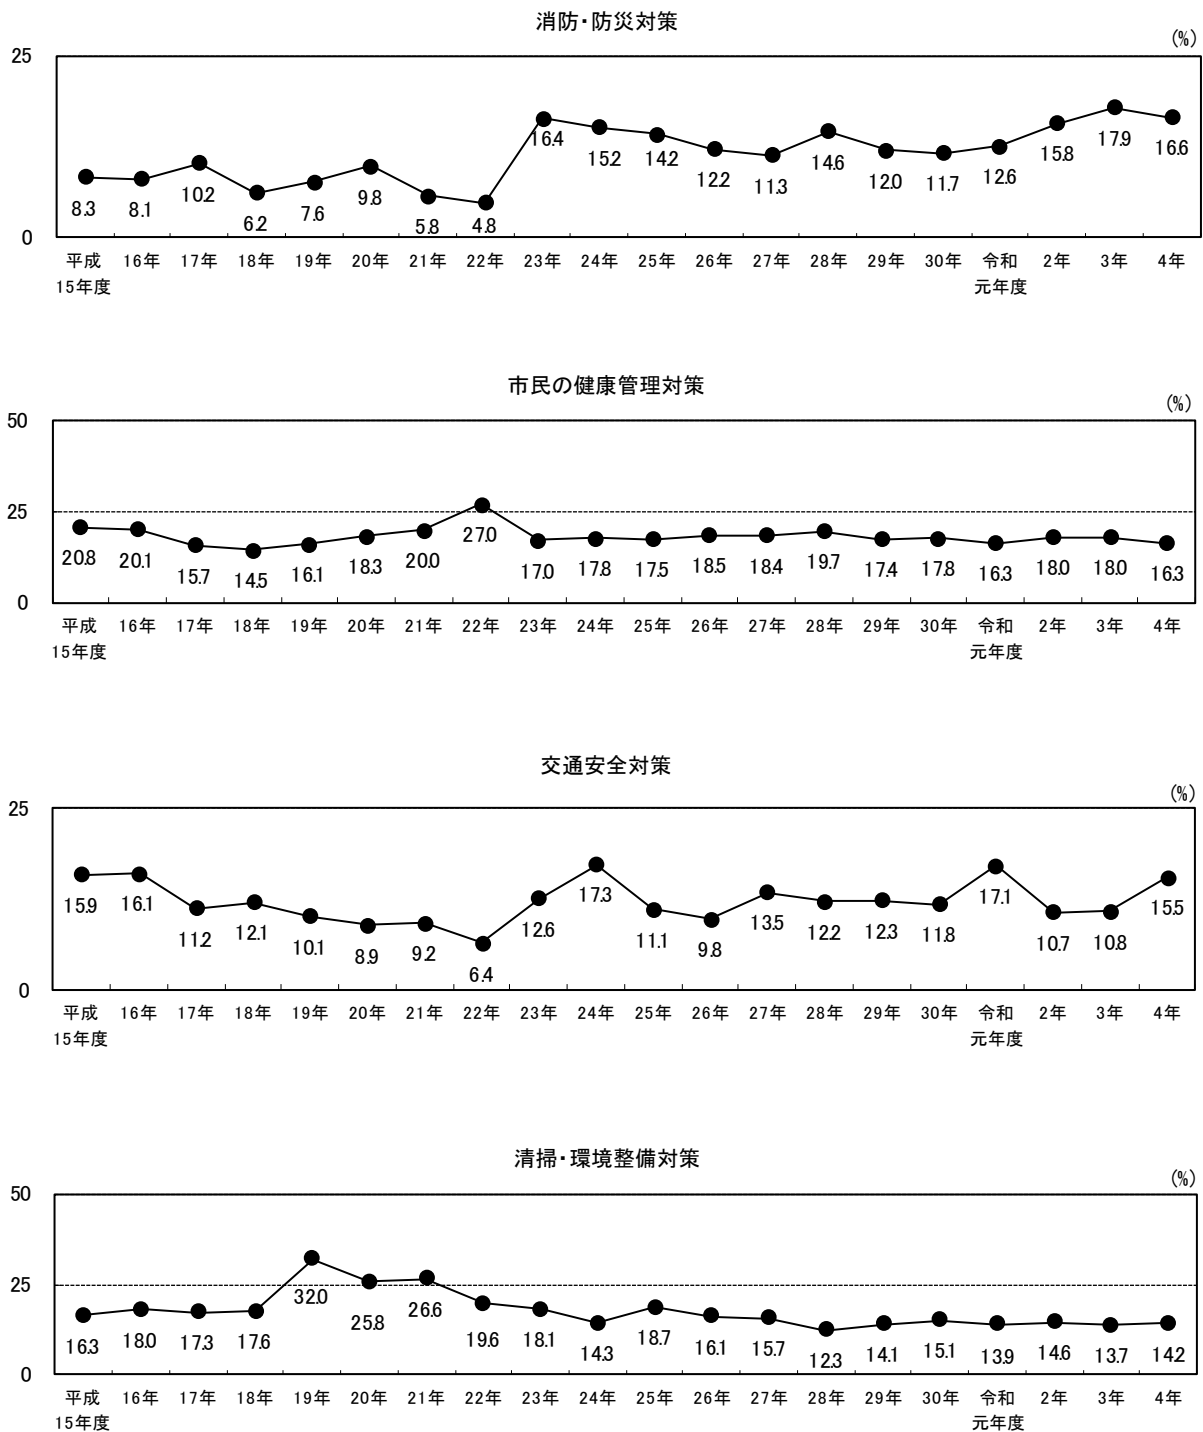 消防・防災対策
(%)
25
8.3 8.1 10.2 6.2 7.6 9.8 5.8 4.8 16.4 15.2 14.2 12.2 11.3 14.6 12.0 11.7 12.6 15.8 17.9 16.6
0
平成 16年 17年 18年 19年 20年 21年 22年 23年 24年 25年 26年 27年 28年 29年 30年 令和 2年 3年 4年
15年度 元年度
市民の健康管理対策
(%)
50
25
20.8 20.1 15.7 14.5 16.1 18.3 20.0 27.0 17.0 17.8 17.5 18.5 18.4 19.7 17.4 17.8 16.3 18.0 18.0 16.3
0
平成 16年 17年 18年 19年 20年 21年 22年 23年 24年 25年 26年 27年 28年 29年 30年 令和 2年 3年 4年
15年度 元年度
交通安全対策
(%)
25
15.9 16.1 11.2 12.1 10.1 8.9 9.2 6.4 12.6 17.3 11.1 9.8 13.5 12.2 12.3 11.8 17.1 10.7 10.8 15.5
0
平成 16年 17年 18年 19年 20年 21年 22年 23年 24年 25年 26年 27年 28年 29年 30年 令和 2年 3年 4年
15年度 元年度
清掃・環境整備対策
(%)
50
25
16.3 18.0 17.3 17.6 32.0 25.8 26.6 19.6 18.1 14.3 18.7 16.1 15.7 12.3 14.1 15.1 13.9 14.6 13.7 14.2
0
平成 16年 17年 18年 19年 20年 21年 22年 23年 24年 25年 26年 27年 28年 29年 30年 令和 2年 3年 4年
15年度 元年度